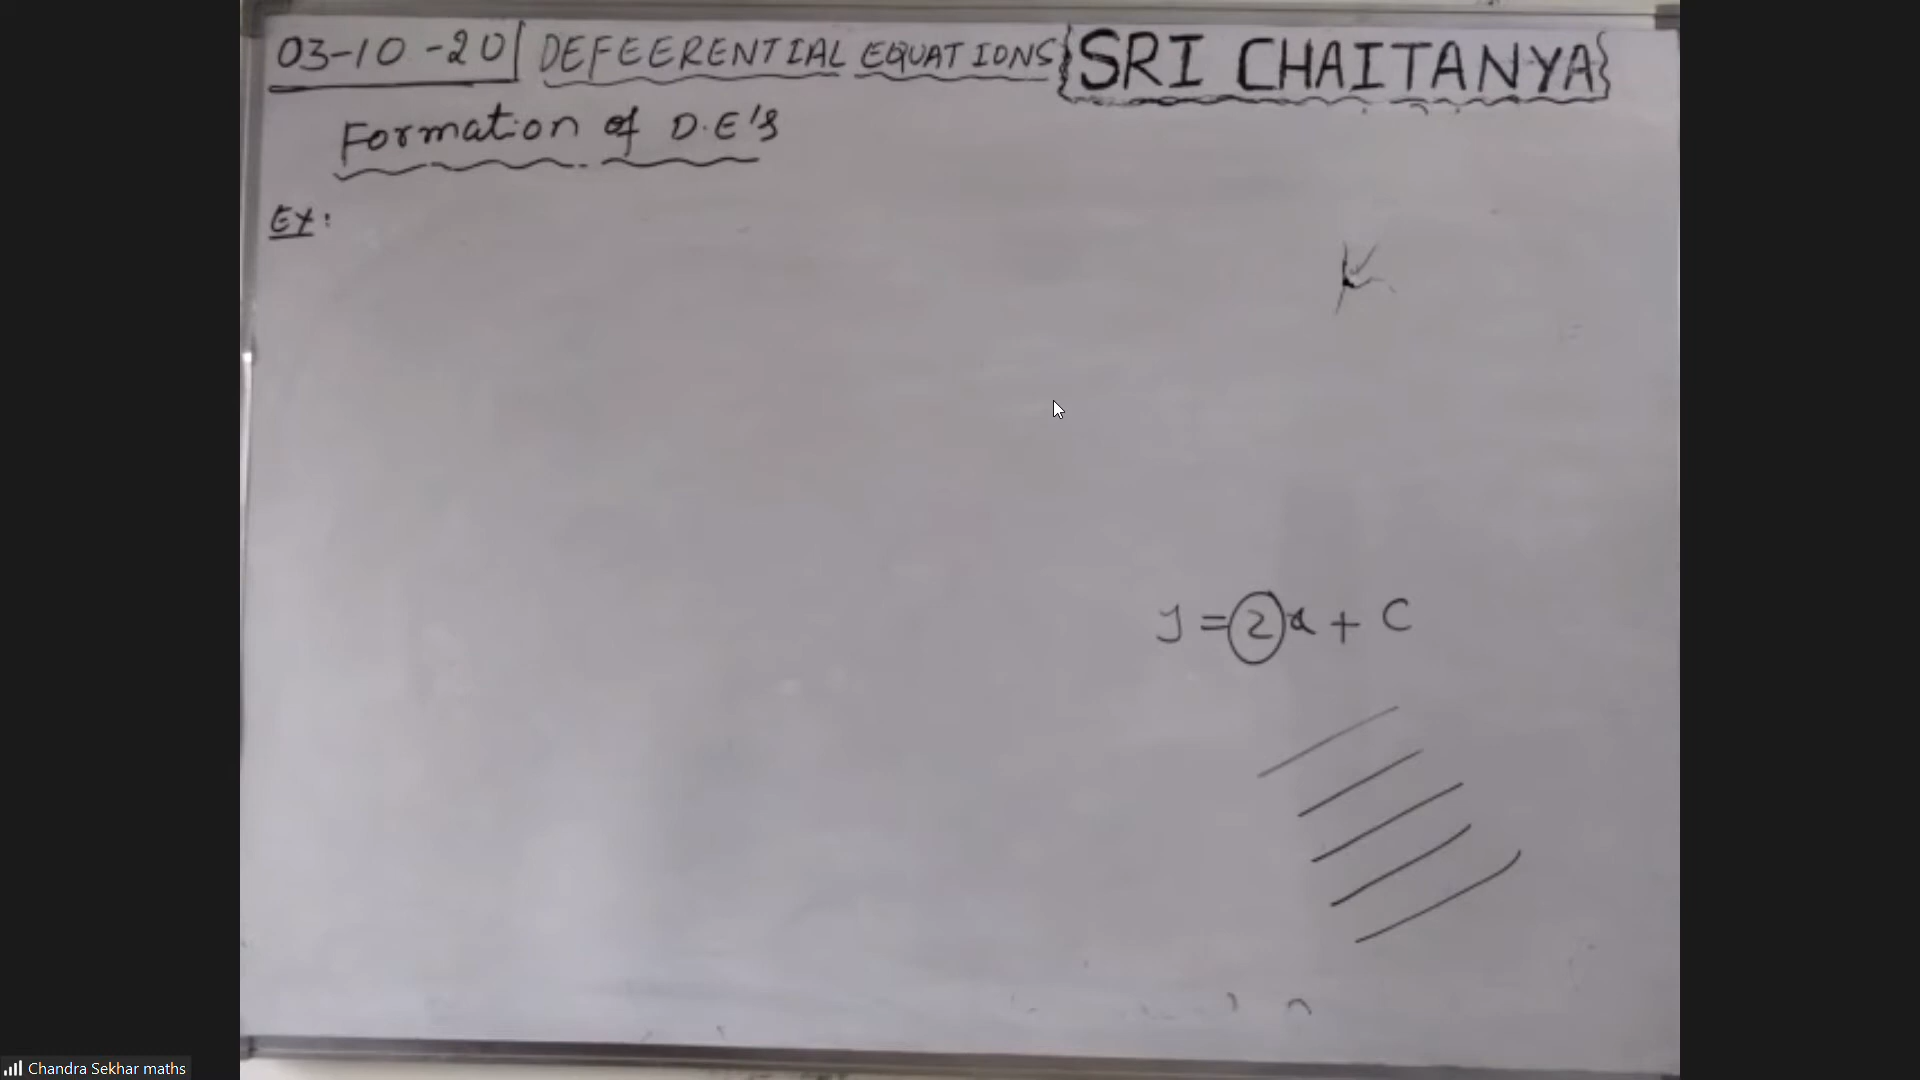 03-10-20 DEFEERENTIAL EQUATIONS {SRI CHAITANYA}
Formation of D.E's
Ex:
y = 2x + C
Chandra Sekhar maths